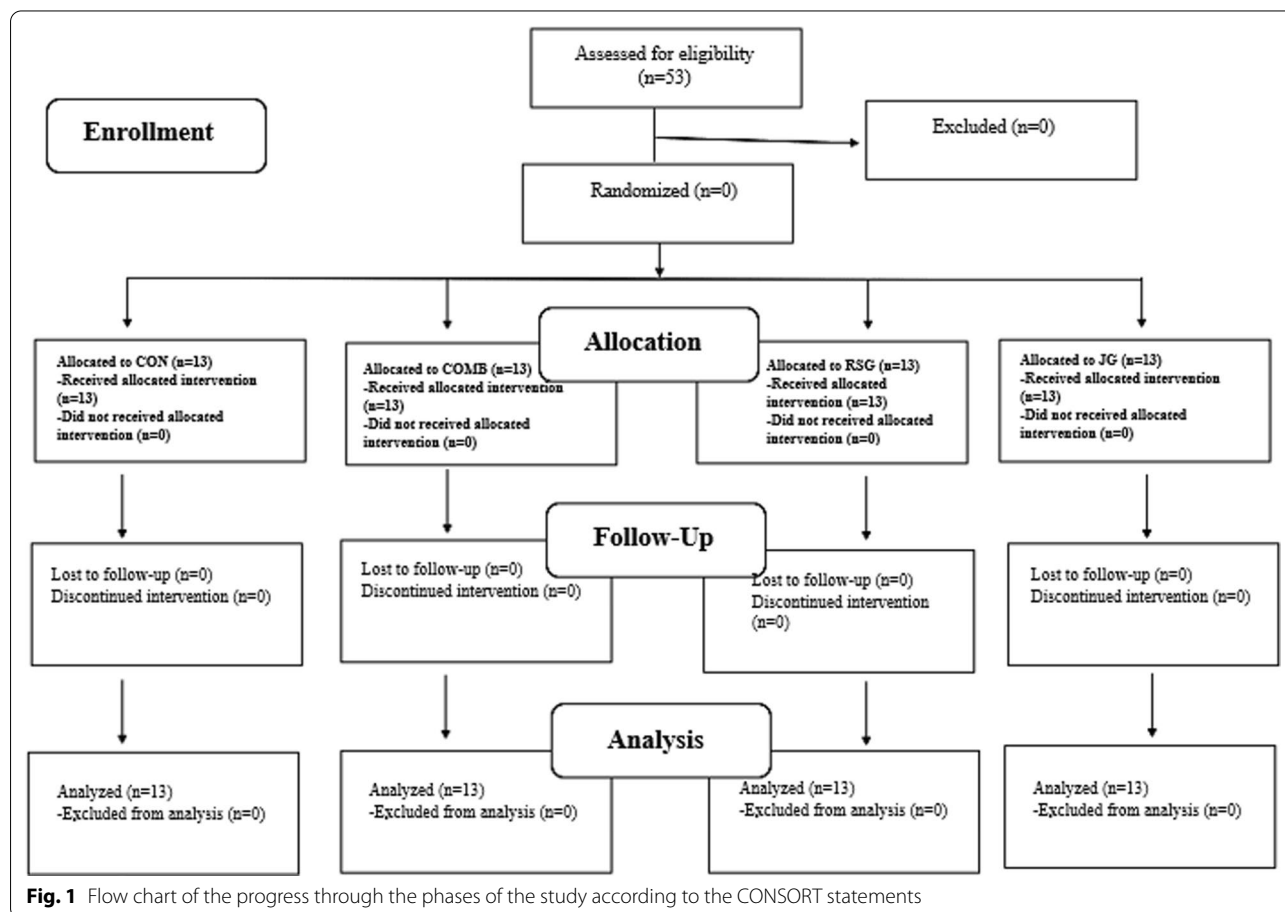 Assessed for eligibility
(n=53)
Enrollment
Excluded (n=0)
Randomized (n=0)
Allocation
Allocated to CON (n=13)
-Received allocated intervention
(n=13)
-Did not received allocated
intervention (n=0)
Allocated to COMB (n=13)
-Received allocated intervention
(n=13)
-Did not received allocated
intervention (n=0)
Allocated to RSG (n=13)
-Received allocated
intervention (n=13)
-Did not received allocated
intervention (n=0)
Allocated to JG (n=13)
-Received allocated intervention
(n=13)
-Did not received allocated
intervention (n=0)
Follow-Up
Lost to follow-up (n=0)
Discontinued intervention (n=0)
Lost to follow-up (n=0)
Discontinued intervention (n=0)
Lost to follow-up (n=0)
Discontinued intervention
(n=0)
Lost to follow-up (n=0)
Discontinued intervention (n=0)
Analysis
Analyzed (n=13)
-Excluded from analysis (n=0)
Analyzed (n=13)
-Excluded from analysis (n=0)
Analyzed (n=13)
-Excluded from analysis (n=0)
Analyzed (n=13)
-Excluded from analysis (n=0)
Fig. 1 Flow chart of the progress through the phases of the study according to the CONSORT statements